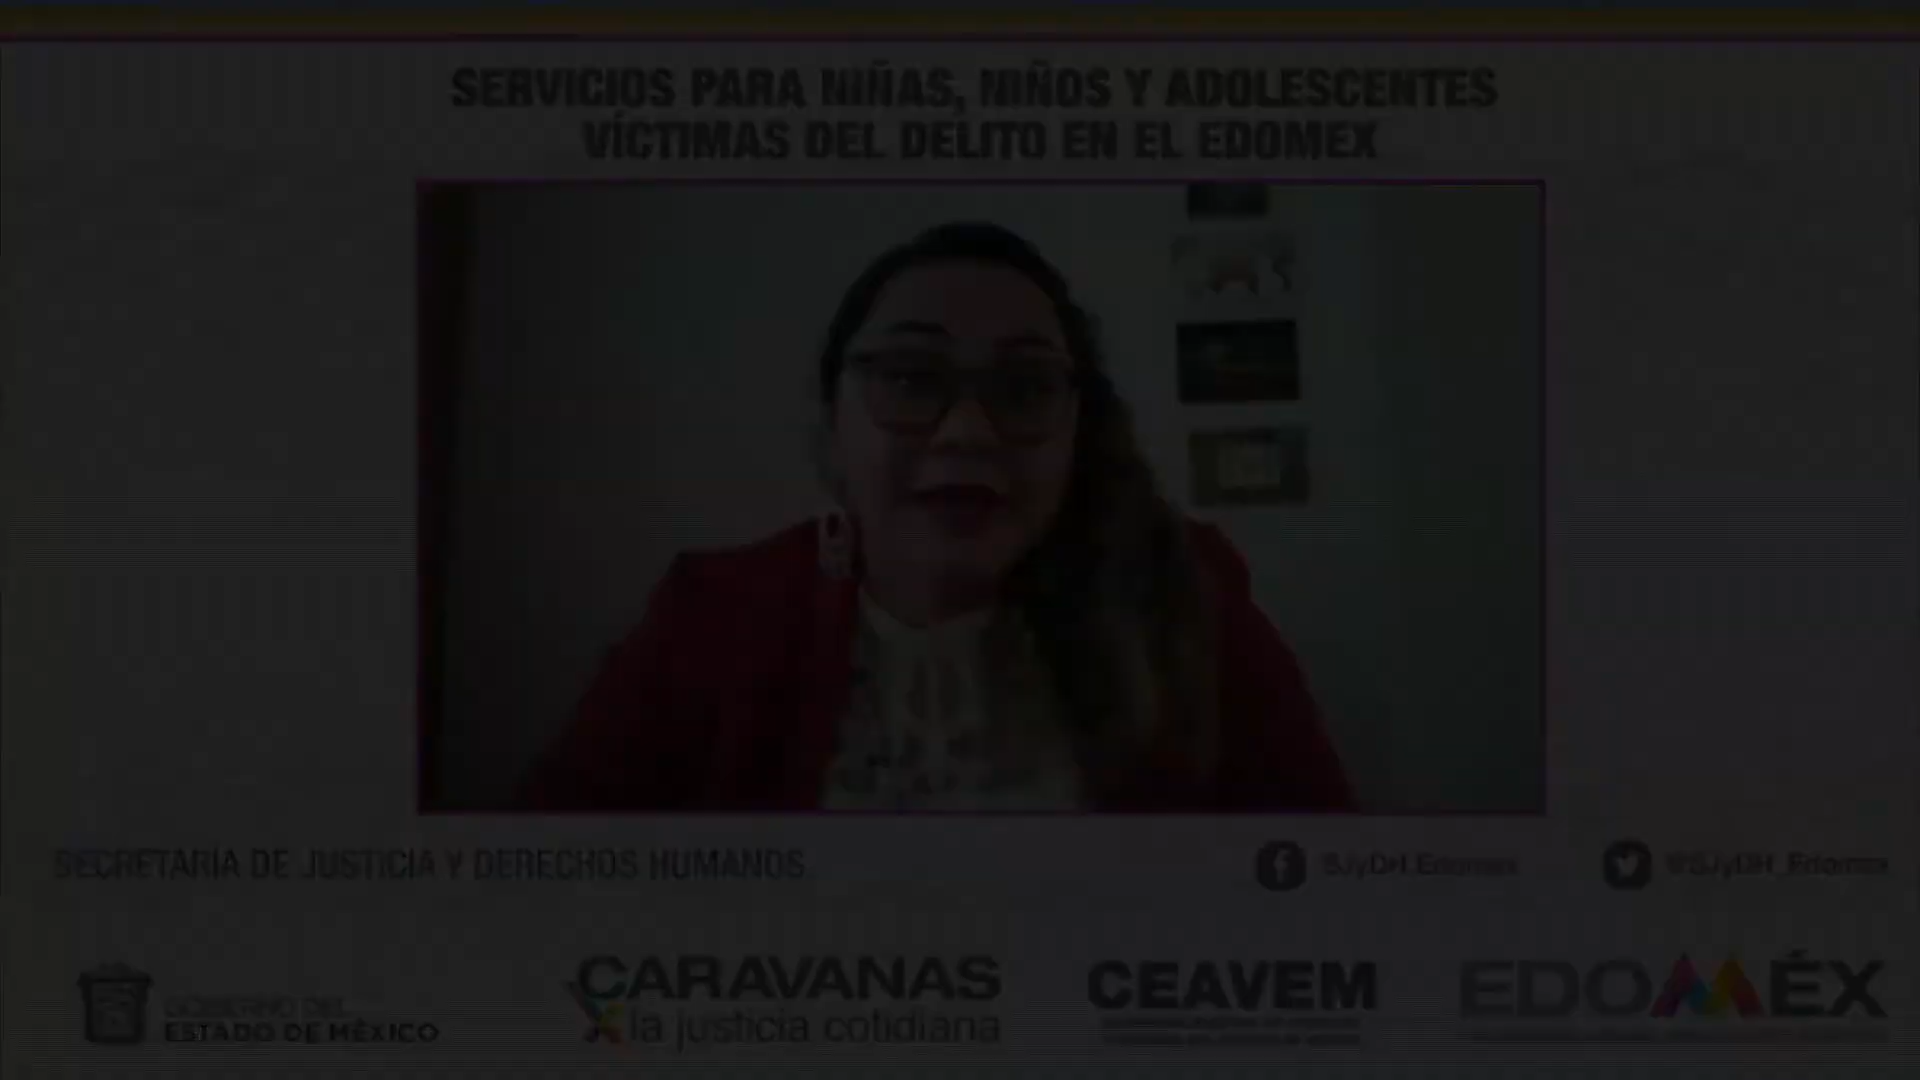 SERVICIOS PARA NIÑAS, NIÑOS Y ADOLESCENTES
VÍCTIMAS DEL DELITO EN EL EDOMEX
SECRETARÍA DE JUSTICIA Y DERECHOS HUMANOS
SJyDH.Edomex
@SJyDH_Edomex
GOBIERNO DEL
ESTADO DE MÉXICO
CARAVANAS
X la justicia cotidiana
CEAVEM
EDOMÉX